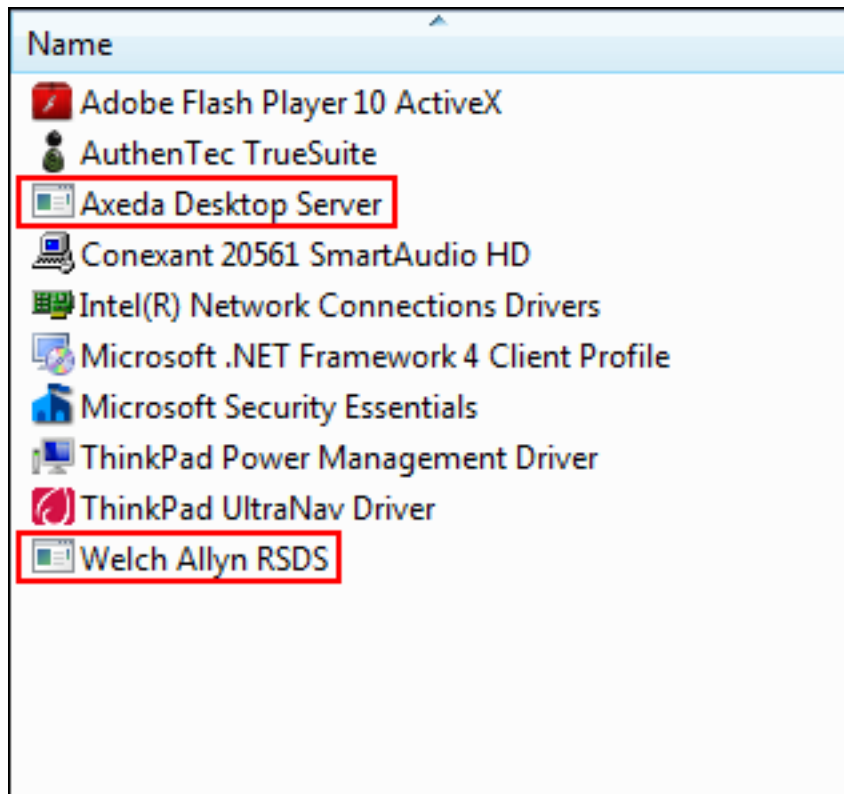 Name
Adobe Flash Player 10 ActiveX
AuthenTec TrueSuite
Axeda Desktop Server
Conexant 20561 SmartAudio HD
Intel(R) Network Connections Drivers
Microsoft .NET Framework 4 Client Profile
Microsoft Security Essentials
ThinkPad Power Management Driver
ThinkPad UltraNav Driver
Welch Allyn RSDS